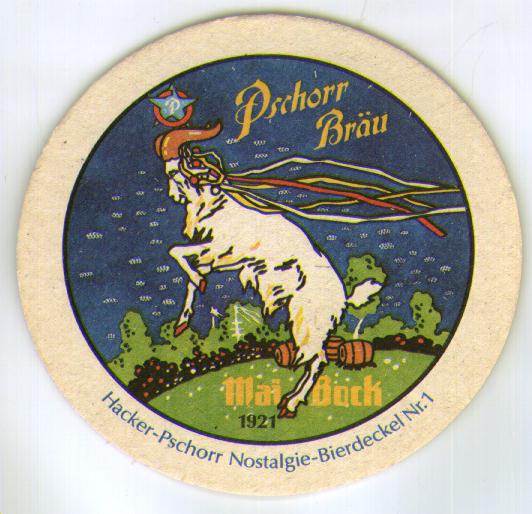 P
Pschorr
Bräu
Mai Bock
1921
Hacker-Pschorr Nostalgie-Bierdeckel Nr. 1